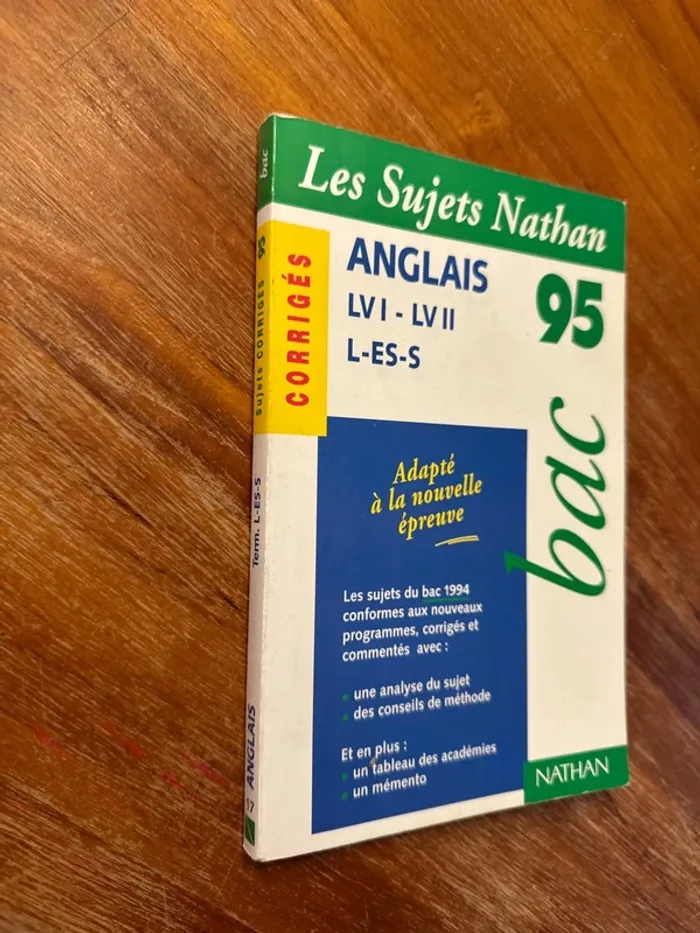 Les Sujets Nathan
CORRIGÉS
ANGLAIS
LV I - LV II
L-ES-S
95
bac
Adapté
à la nouvelle
épreuve
Les sujets du bac 1994
conformes aux nouveaux
programmes, corrigés et
commentés avec :
une analyse du sujet
des conseils de méthode
Et en plus :
un tableau des académies
un mémento
NATHAN
bac
Sujets CORRIGÉS 95
Term. L-ES-S
ANGLAIS
17
N